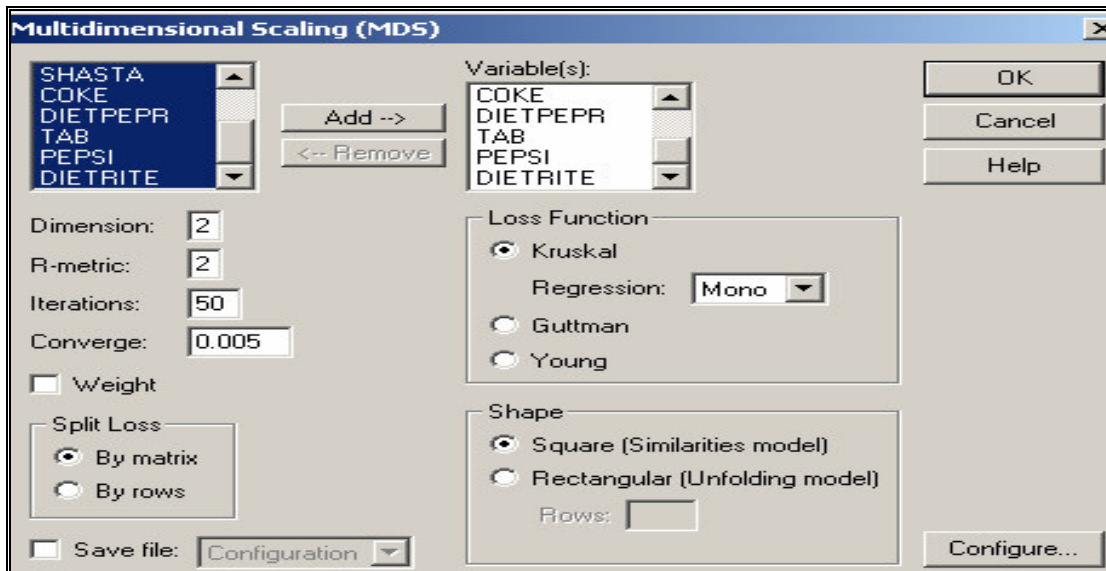 Multidimensional Scaling (MDS)
SHASTA
COKE
DIETPEPR
TAB
PEPSI
DIETRITE
Add -->
<-- Remove
Variable(s):
COKE
DIETPEPR
TAB
PEPSI
DIETRITE
OK
Cancel
Help
Dimension: 2
R-metric: 2
Iterations: 50
Converge: 0.005
Weight
Split Loss
By matrix
By rows
Save file: Configuration
Loss Function
Kruskal
Regression: Mono
Guttman
Young
Shape
Square (Similarities model)
Rectangular (Unfolding model)
Rows:
Configure...